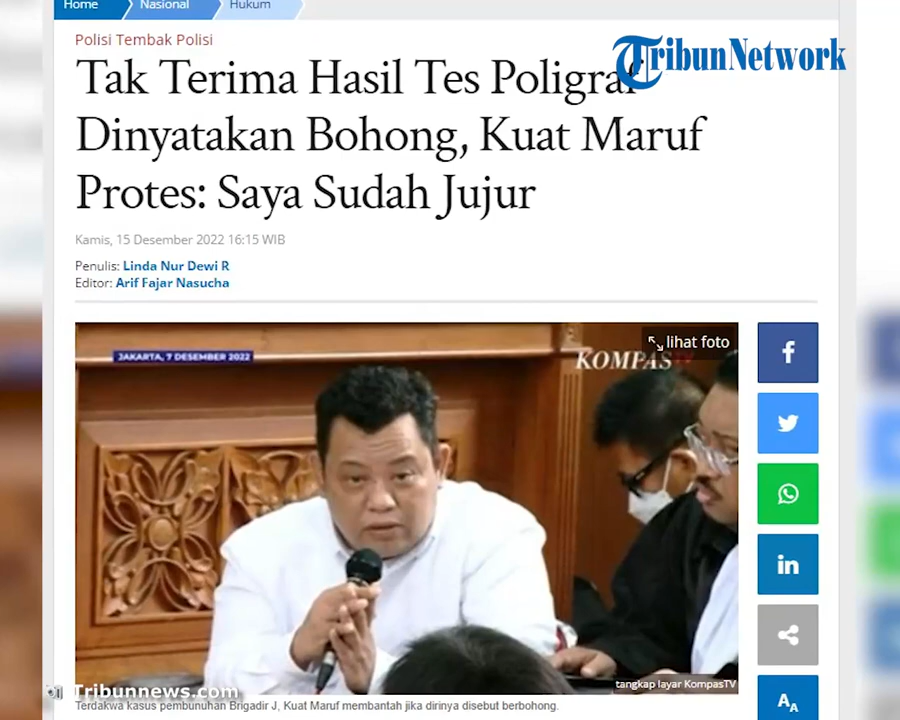 Home
Nasional
Hukum
Polisi Tembak Polisi
TribunNetwork
Tak Terima Hasil Tes Poligraf
Dinyatakan Bohong, Kuat Maruf
Protes: Saya Sudah Jujur
Kamis, 15 Desember 2022 16:15 WIB
Penulis: Linda Nur Dewi R
Editor: Arif Fajar Nasucha
lihat foto
JAKARTA, 7 DESEMBER 2022
KOMPAS TV
tangkap layar KompasTV
Tribunnews.com
Terdakwa kasus pembunuhan Brigadir J, Kuat Maruf membantah jika dirinya disebut berbohong.
AA